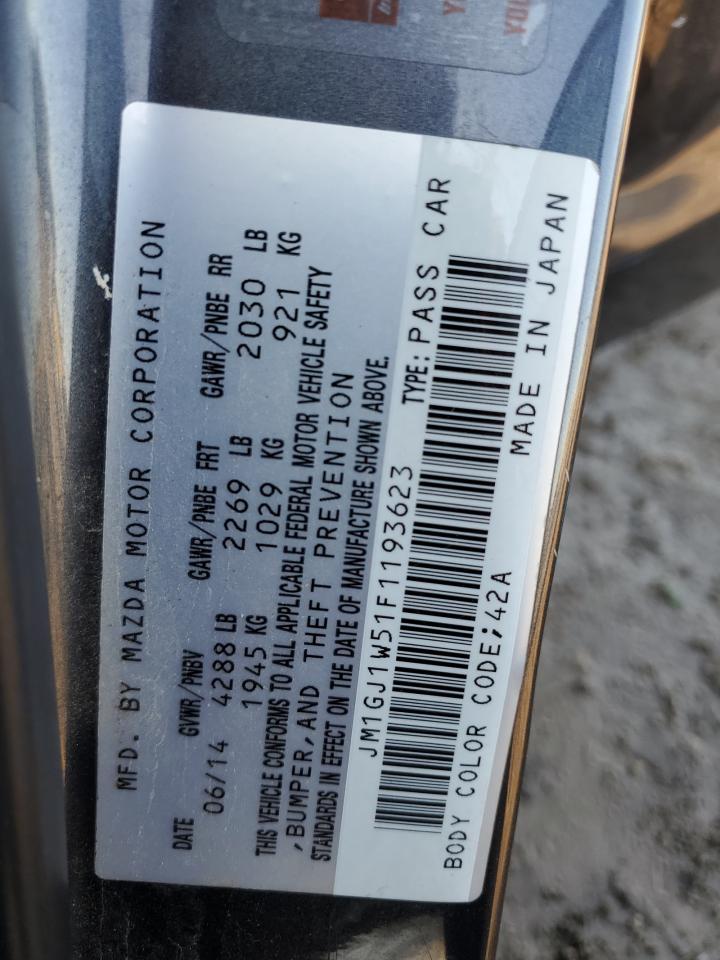 MFD. BY MAZDA MOTOR CORPORATION
DATE GVWR/PNBV GAWR/PNBE FRT GAWR/PNBE RR
06/14 4288 LB 2269 LB 2030 LB
1945 KG 1029 KG 921 KG
THIS VEHICLE CONFORMS TO ALL APPLICABLE FEDERAL MOTOR VEHICLE SAFETY
,BUMPER,AND THEFT PREVENTION
STANDARDS IN EFFECT ON THE DATE OF MANUFACTURE SHOWN ABOVE.
JM1GJ1W51F1193623 TYPE: PASS CAR
BODY COLOR CODE;42A MADE IN JAPAN